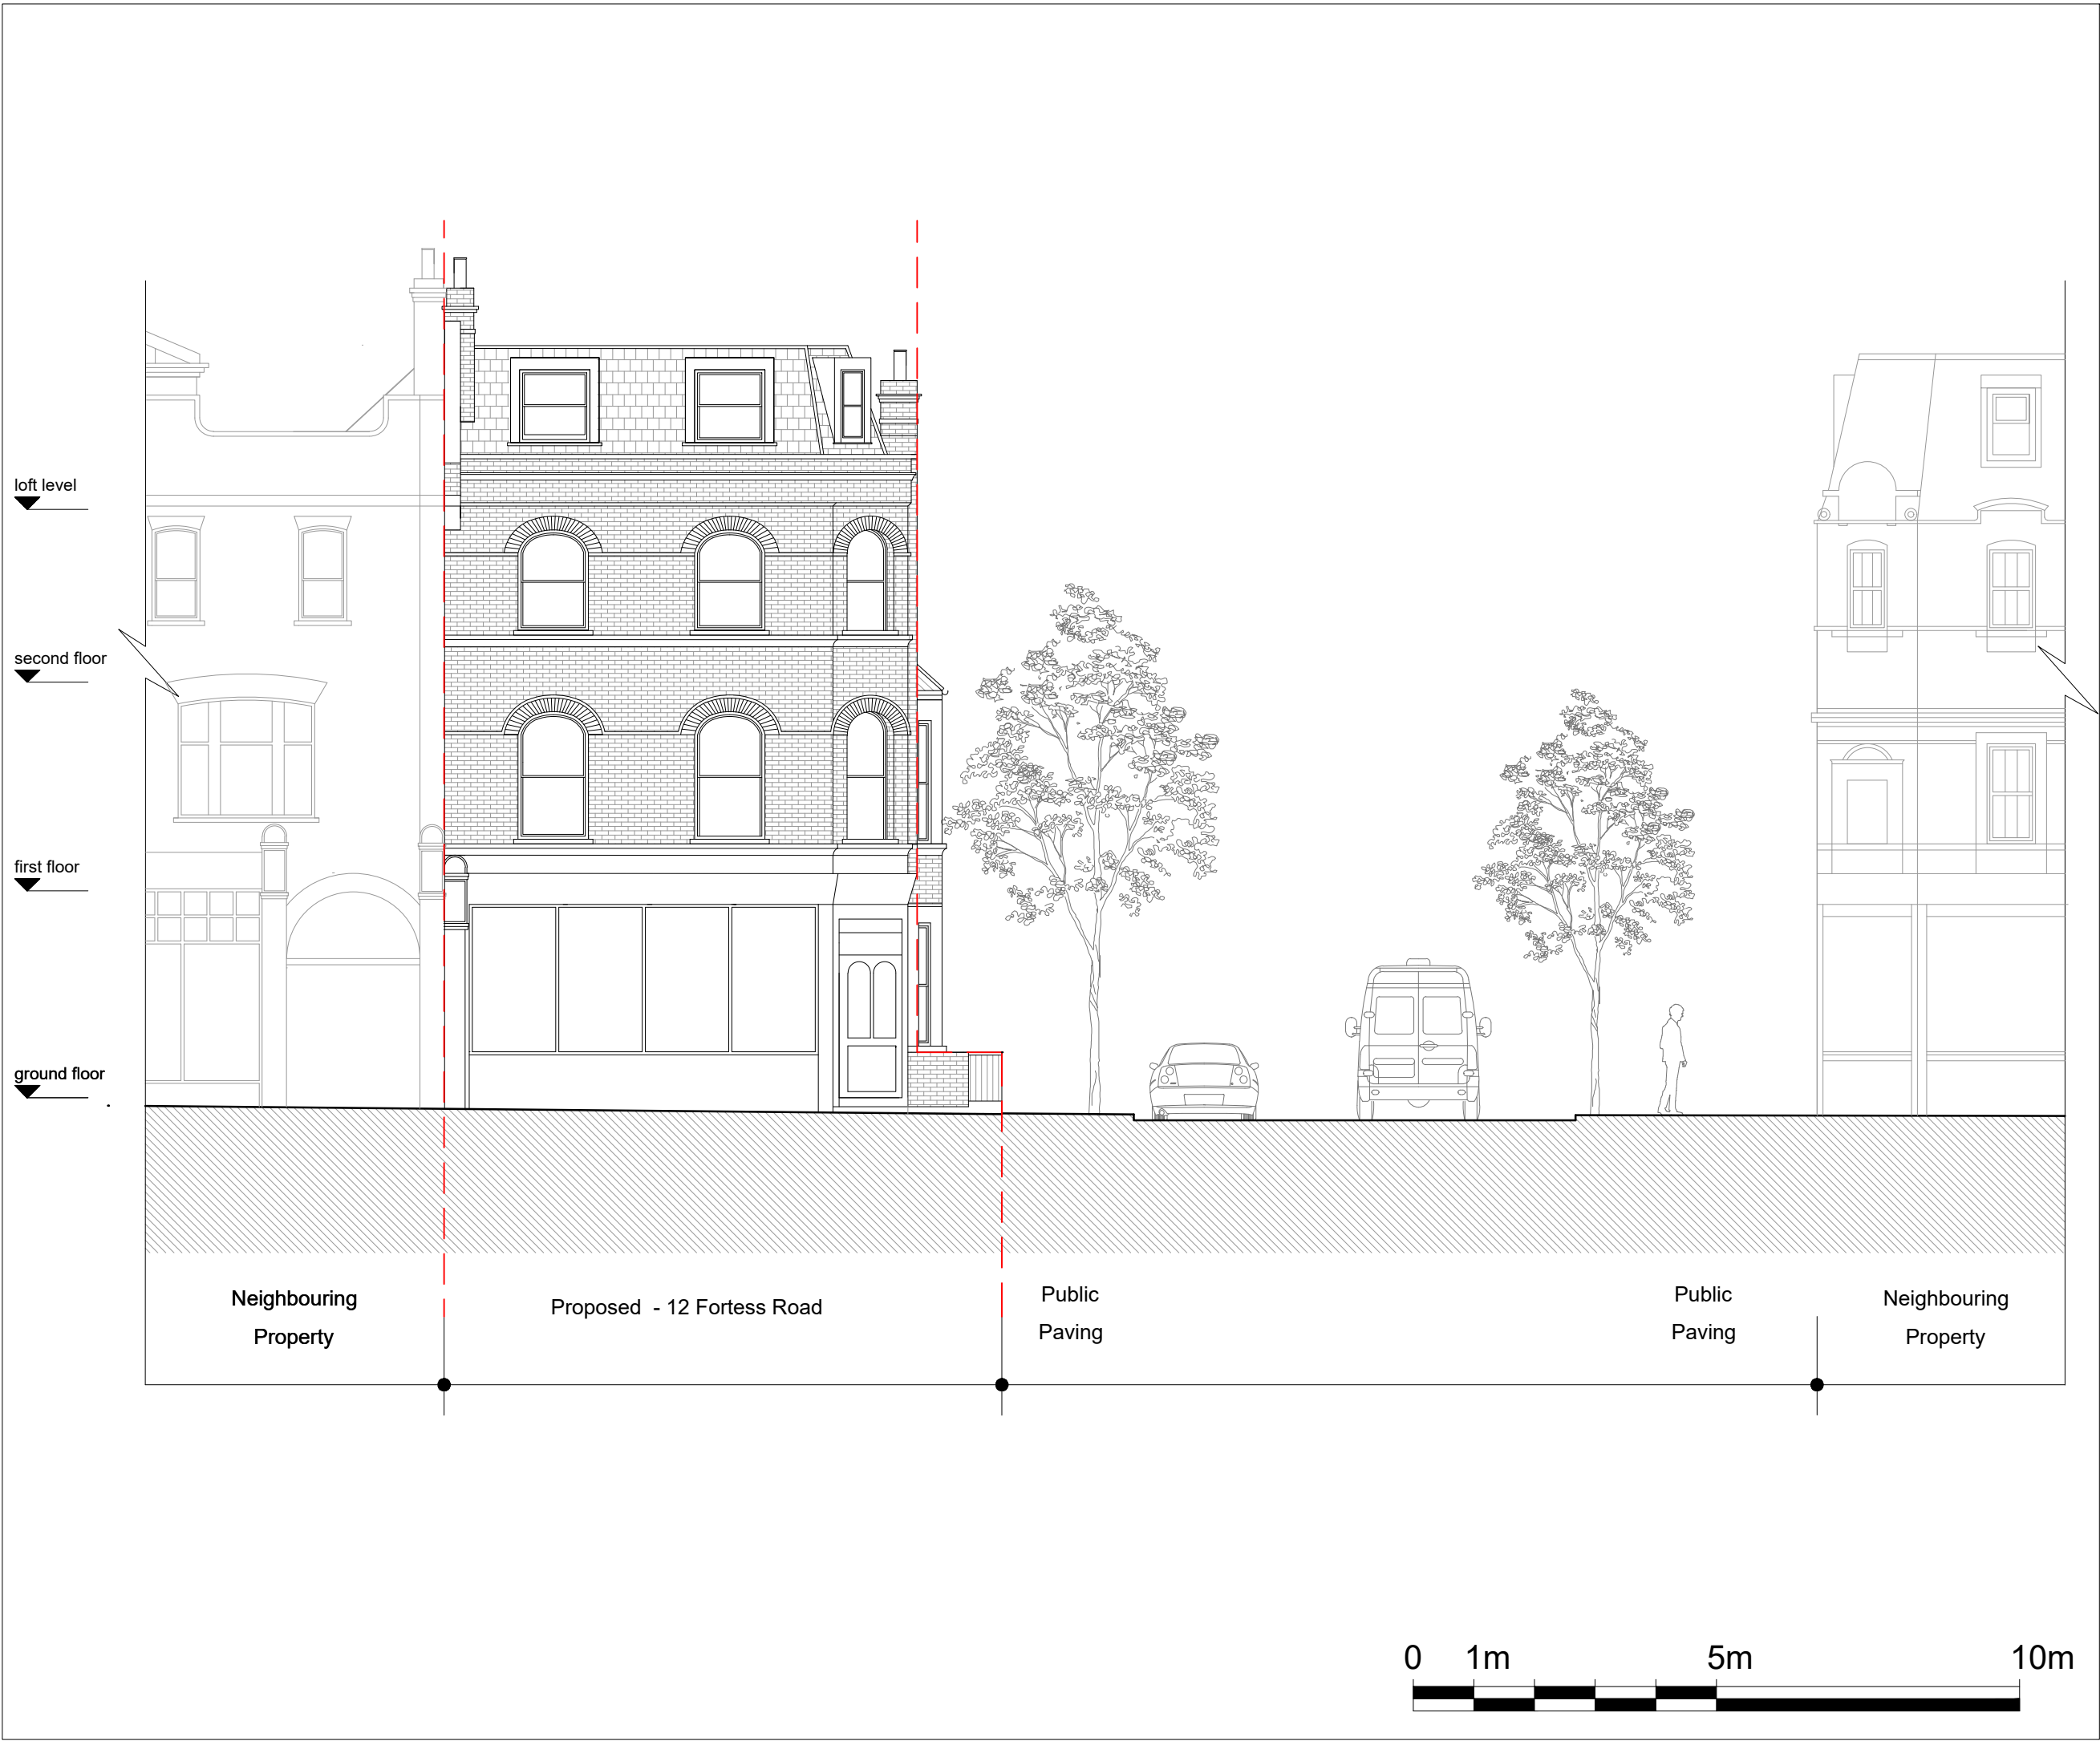 loft level
second floor
first floor
ground floor
Neighbouring
Property
Proposed - 12 Fortess Road
Public
Paving
Public
Paving
Neighbouring
Property
0 1m 5m 10m